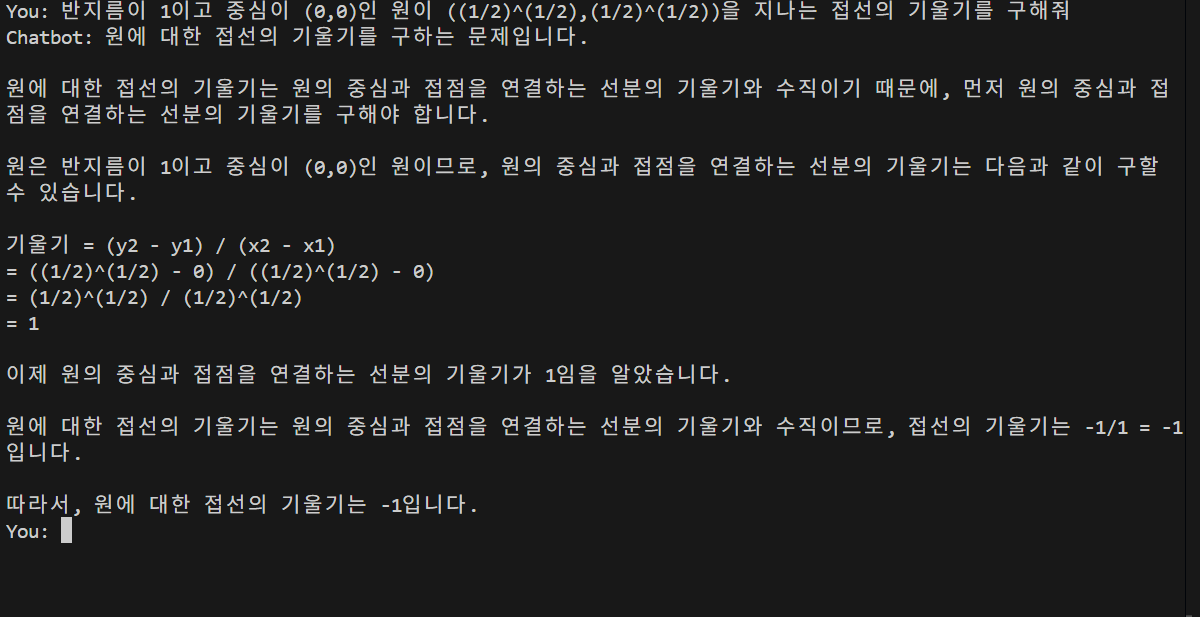 You: 반지름이 1이고 중심이 (0,0)인 원이 ((1/2)^(1/2),(1/2)^(1/2))을 지나는 접선의 기울기를 구해줘
Chatbot: 원에 대한 접선의 기울기를 구하는 문제입니다.
원에 대한 접선의 기울기는 원의 중심과 접점을 연결하는 선분의 기울기와 수직이기 때문에, 먼저 원의 중심과 접
점을 연결하는 선분의 기울기를 구해야 합니다.
원은 반지름이 1이고 중심이 (0,0)인 원이므로, 원의 중심과 접점을 연결하는 선분의 기울기는 다음과 같이 구할
수 있습니다.
기울기 = (y2 - y1) / (x2 - x1)
= ((1/2)^(1/2) - 0) / ((1/2)^(1/2) - 0)
= (1/2)^(1/2) / (1/2)^(1/2)
= 1
이제 원의 중심과 접점을 연결하는 선분의 기울기가 1임을 알았습니다.
원에 대한 접선의 기울기는 원의 중심과 접점을 연결하는 선분의 기울기와 수직이므로, 접선의 기울기는 -1/1 = -1
입니다.
따라서, 원에 대한 접선의 기울기는 -1입니다.
You: